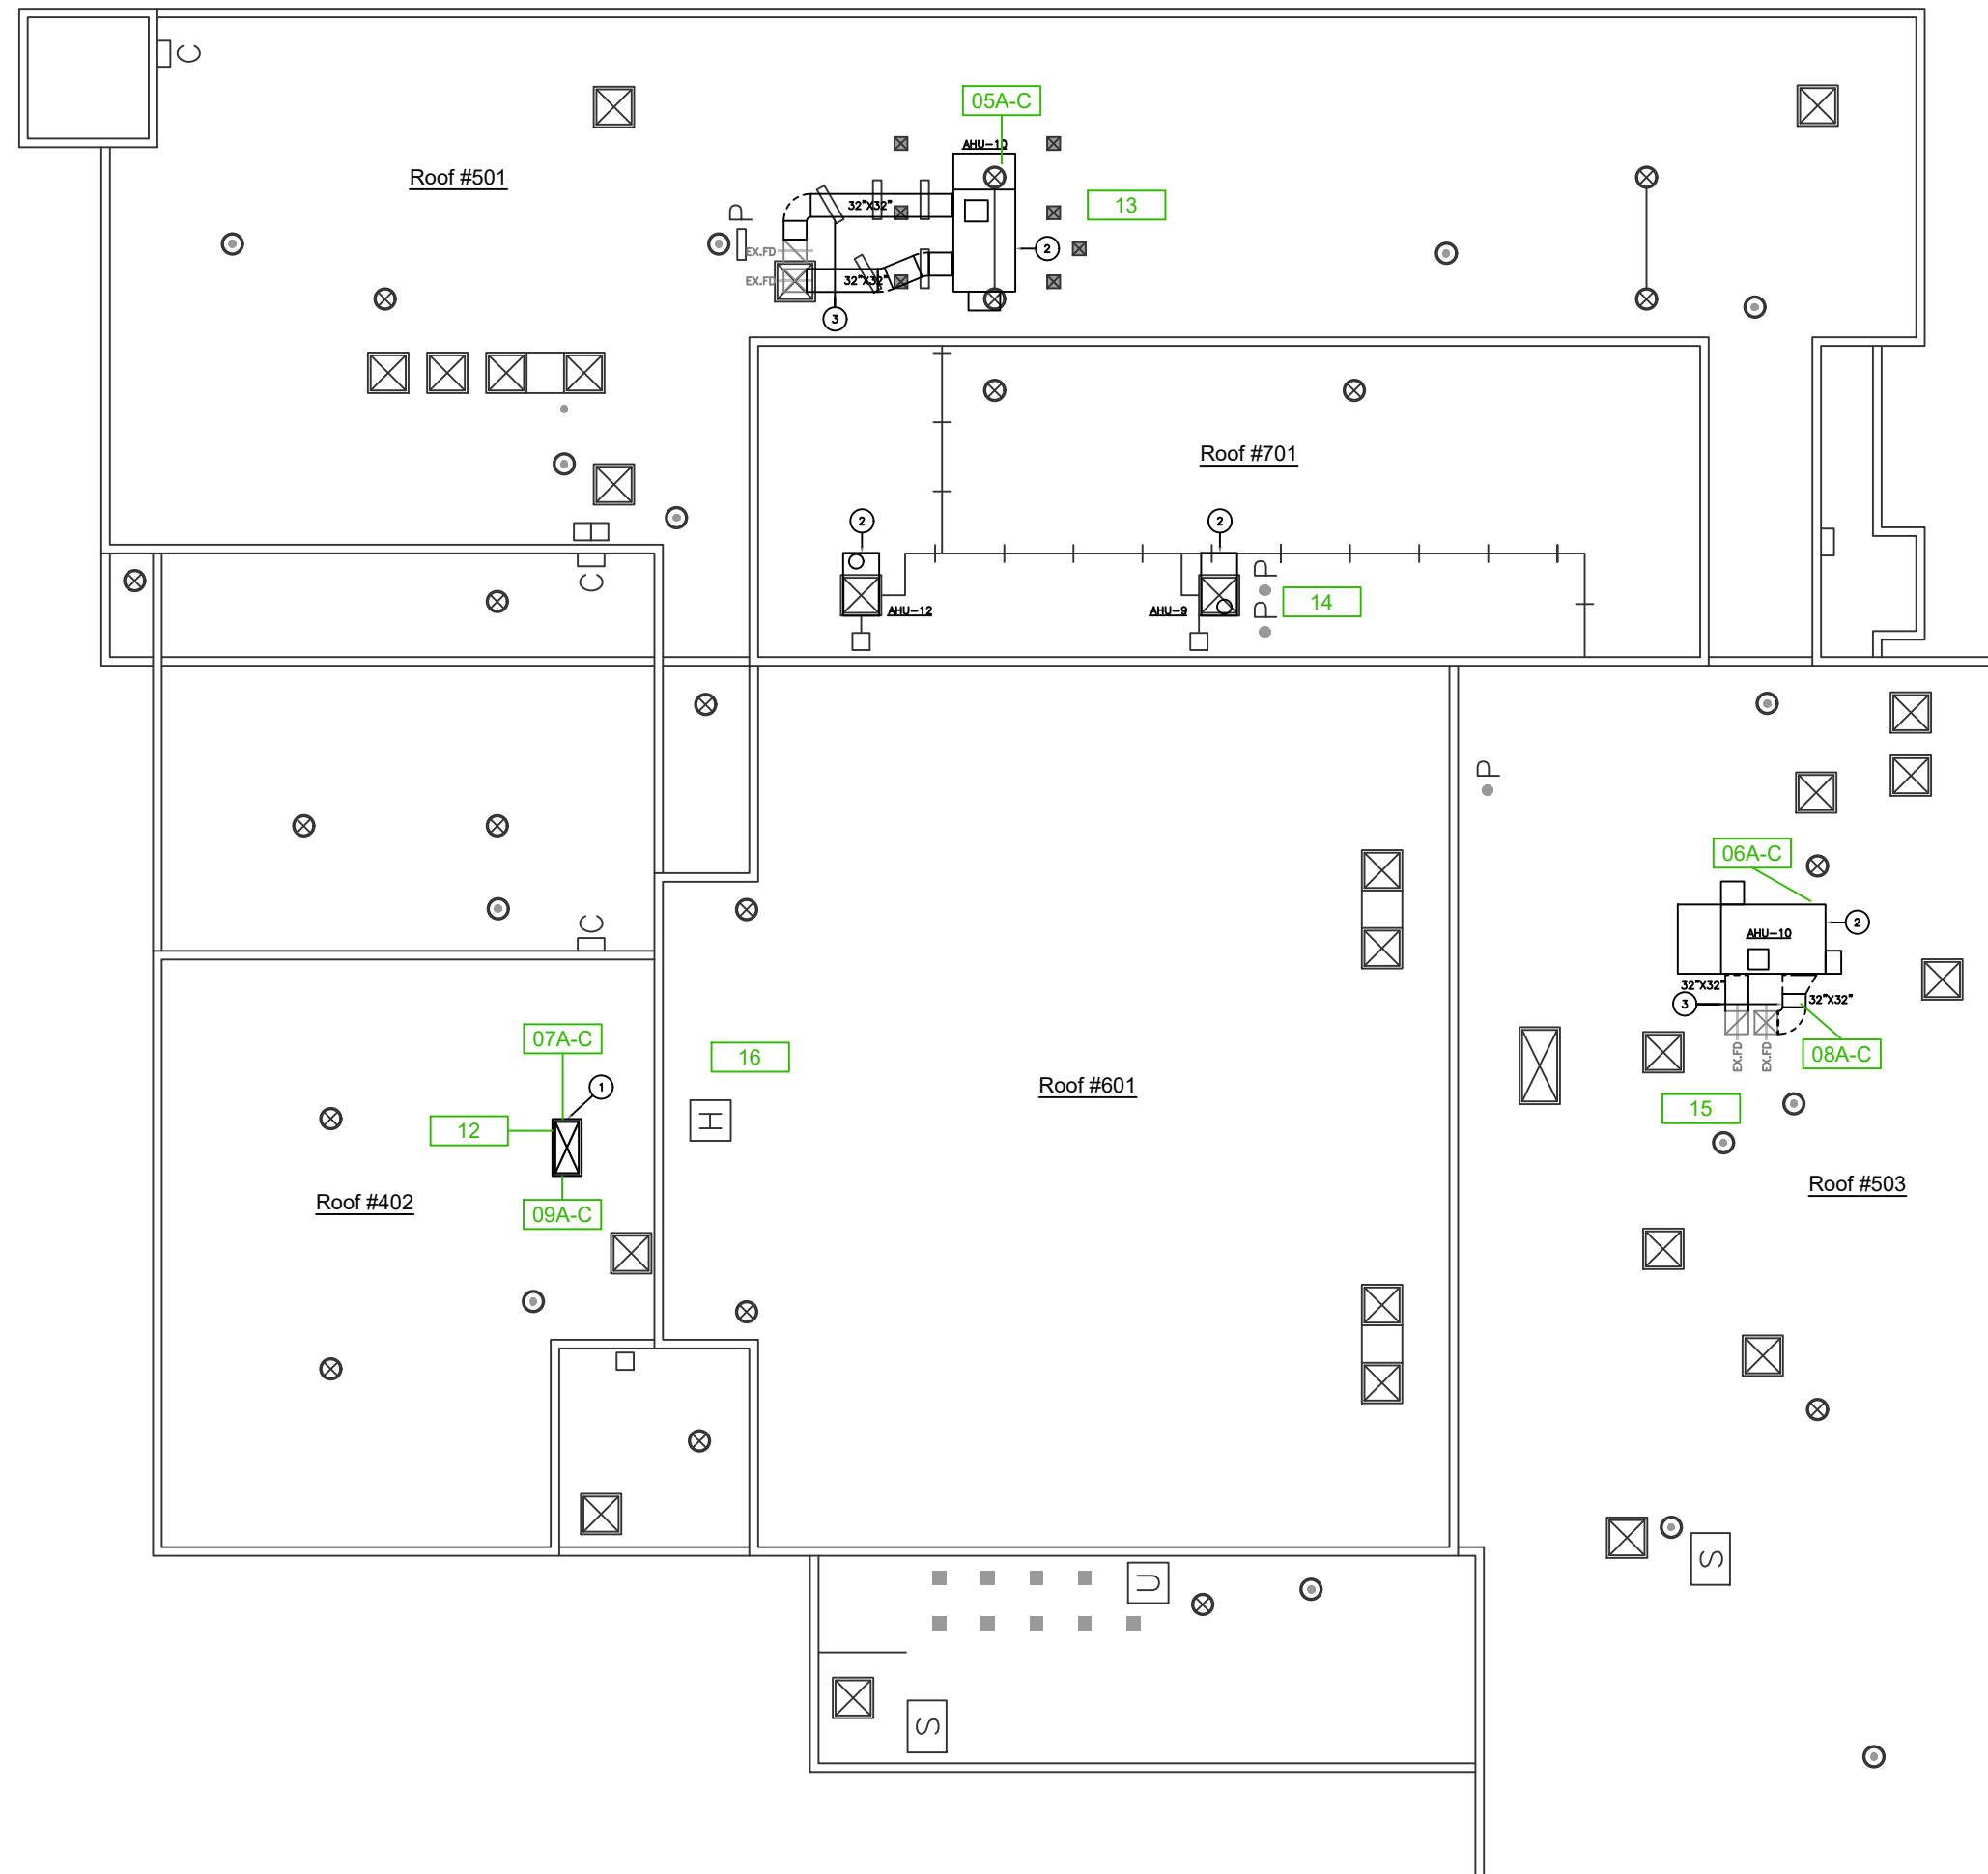 C
05A-C
AHU-10
Roof #501
13
32"X32"
P
2
EX.FD
EX.FD
32"X32"
3
Roof #701
2
2
C
P
P
14
AHU-12
AHU-9
P
06A-C
C
2
AHU-10
32"X32"
32"X32"
3
07A-C
16
EX.FD
EX.FD
08A-C
1
Roof #601
12
H
15
Roof #503
Roof #402
09A-C
S
U
S